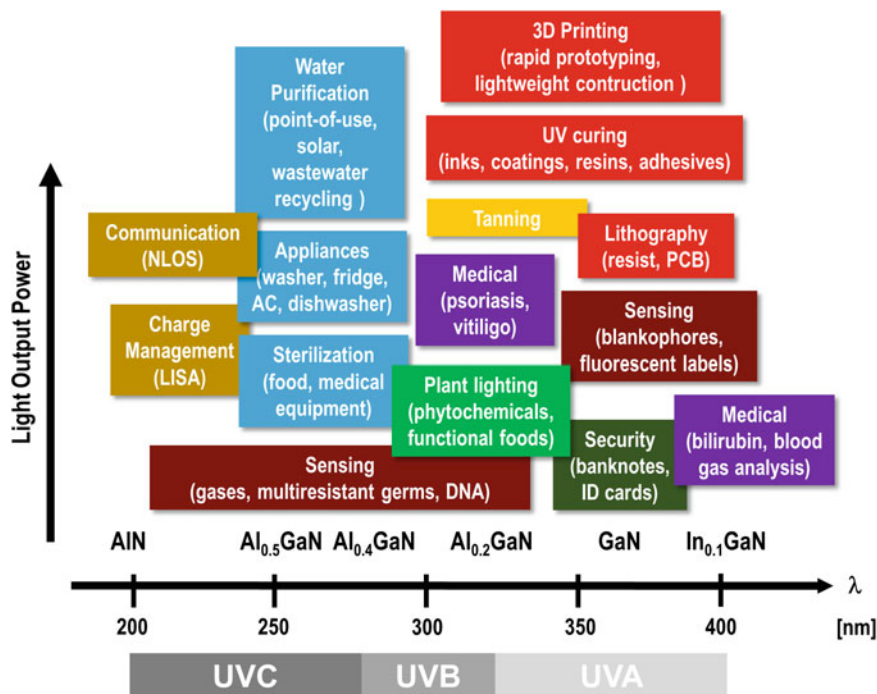 3D Printing
(rapid prototyping,
lightweight contruction )
Water
Purification
(point-of-use,
solar,
wastewater
recycling )
UV curing
(inks, coatings, resins, adhesives)
Tanning
Communication
(NLOS)
Lithography
(resist, PCB)
Appliances
(washer, fridge,
AC, dishwasher)
Medical
(psoriasis,
vitiligo)
Sensing
(blankophores,
fluorescent labels)
Charge
Management
(LISA)
Sterilization
(food, medical
equipment)
Plant lighting
(phytochemicals,
functional foods)
Medical
(bilirubin, blood
gas analysis)
Security
(banknotes,
ID cards)
Sensing
(gases, multiresistant germs, DNA)
Light Output Power
AlN Al0.5GaN Al0.4GaN Al0.2GaN GaN In0.1GaN
λ
200 250 300 350 400 [nm]
UVC UVB UVA